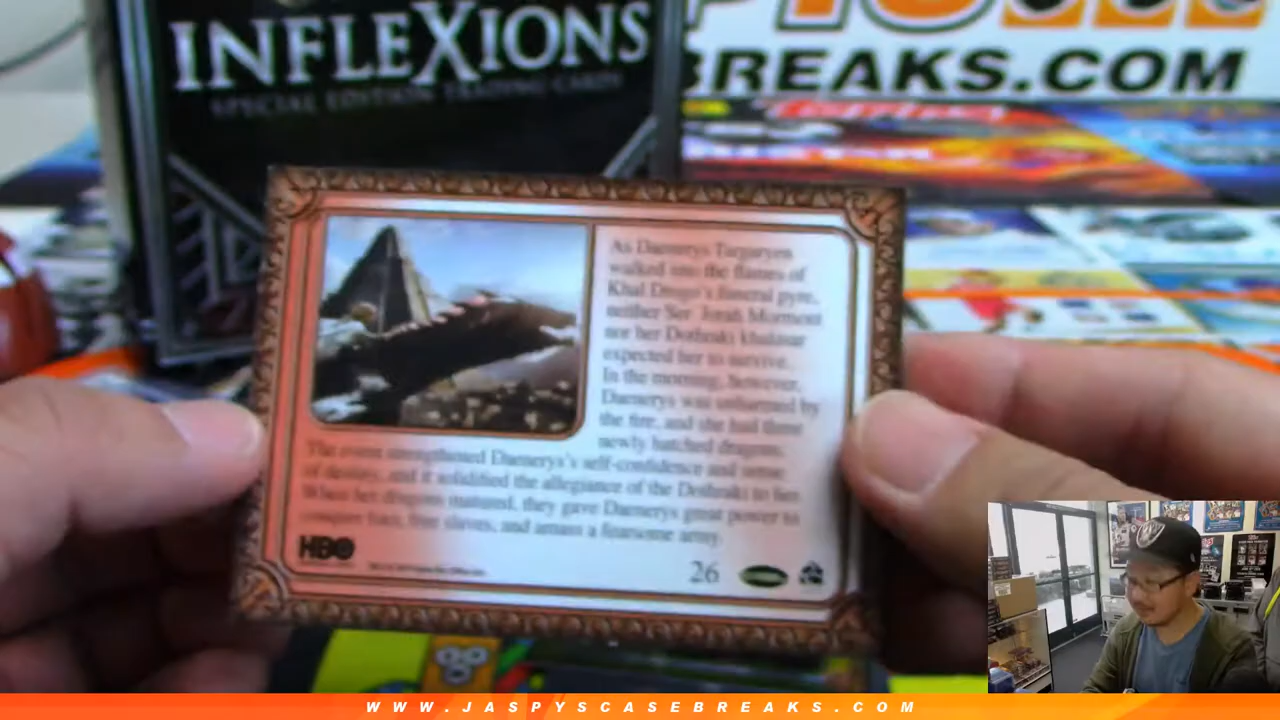 INFLEXIONS
SPECIAL EDITION TRADING CARDS
BREAKS.COM
As Daenerys Targaryen
walked into the flames of
Khal Drogo's funeral pyre,
neither Ser Jorah Mormont
nor her Dothraki khalasar
expected her to survive.
In the morning, however,
Daenerys was unharmed by
the fire, and she had three
newly hatched dragons.
The event strengthened Daenerys's self-confidence and sense
of destiny, and it solidified the allegiance of the Dothraki to her.
When her dragons matured, they gave Daenerys great power to
conquer foes, free slaves, and amass a fearsome army.
HBO
26
WWW.JASPYSCASEBREAKS.COM